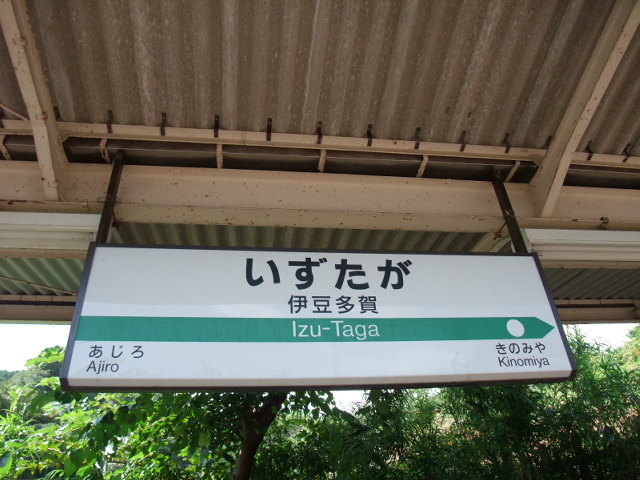 いずたが
伊豆多賀
Izu-Taga
あじろ
Ajiro
きのみや
Kinomiya